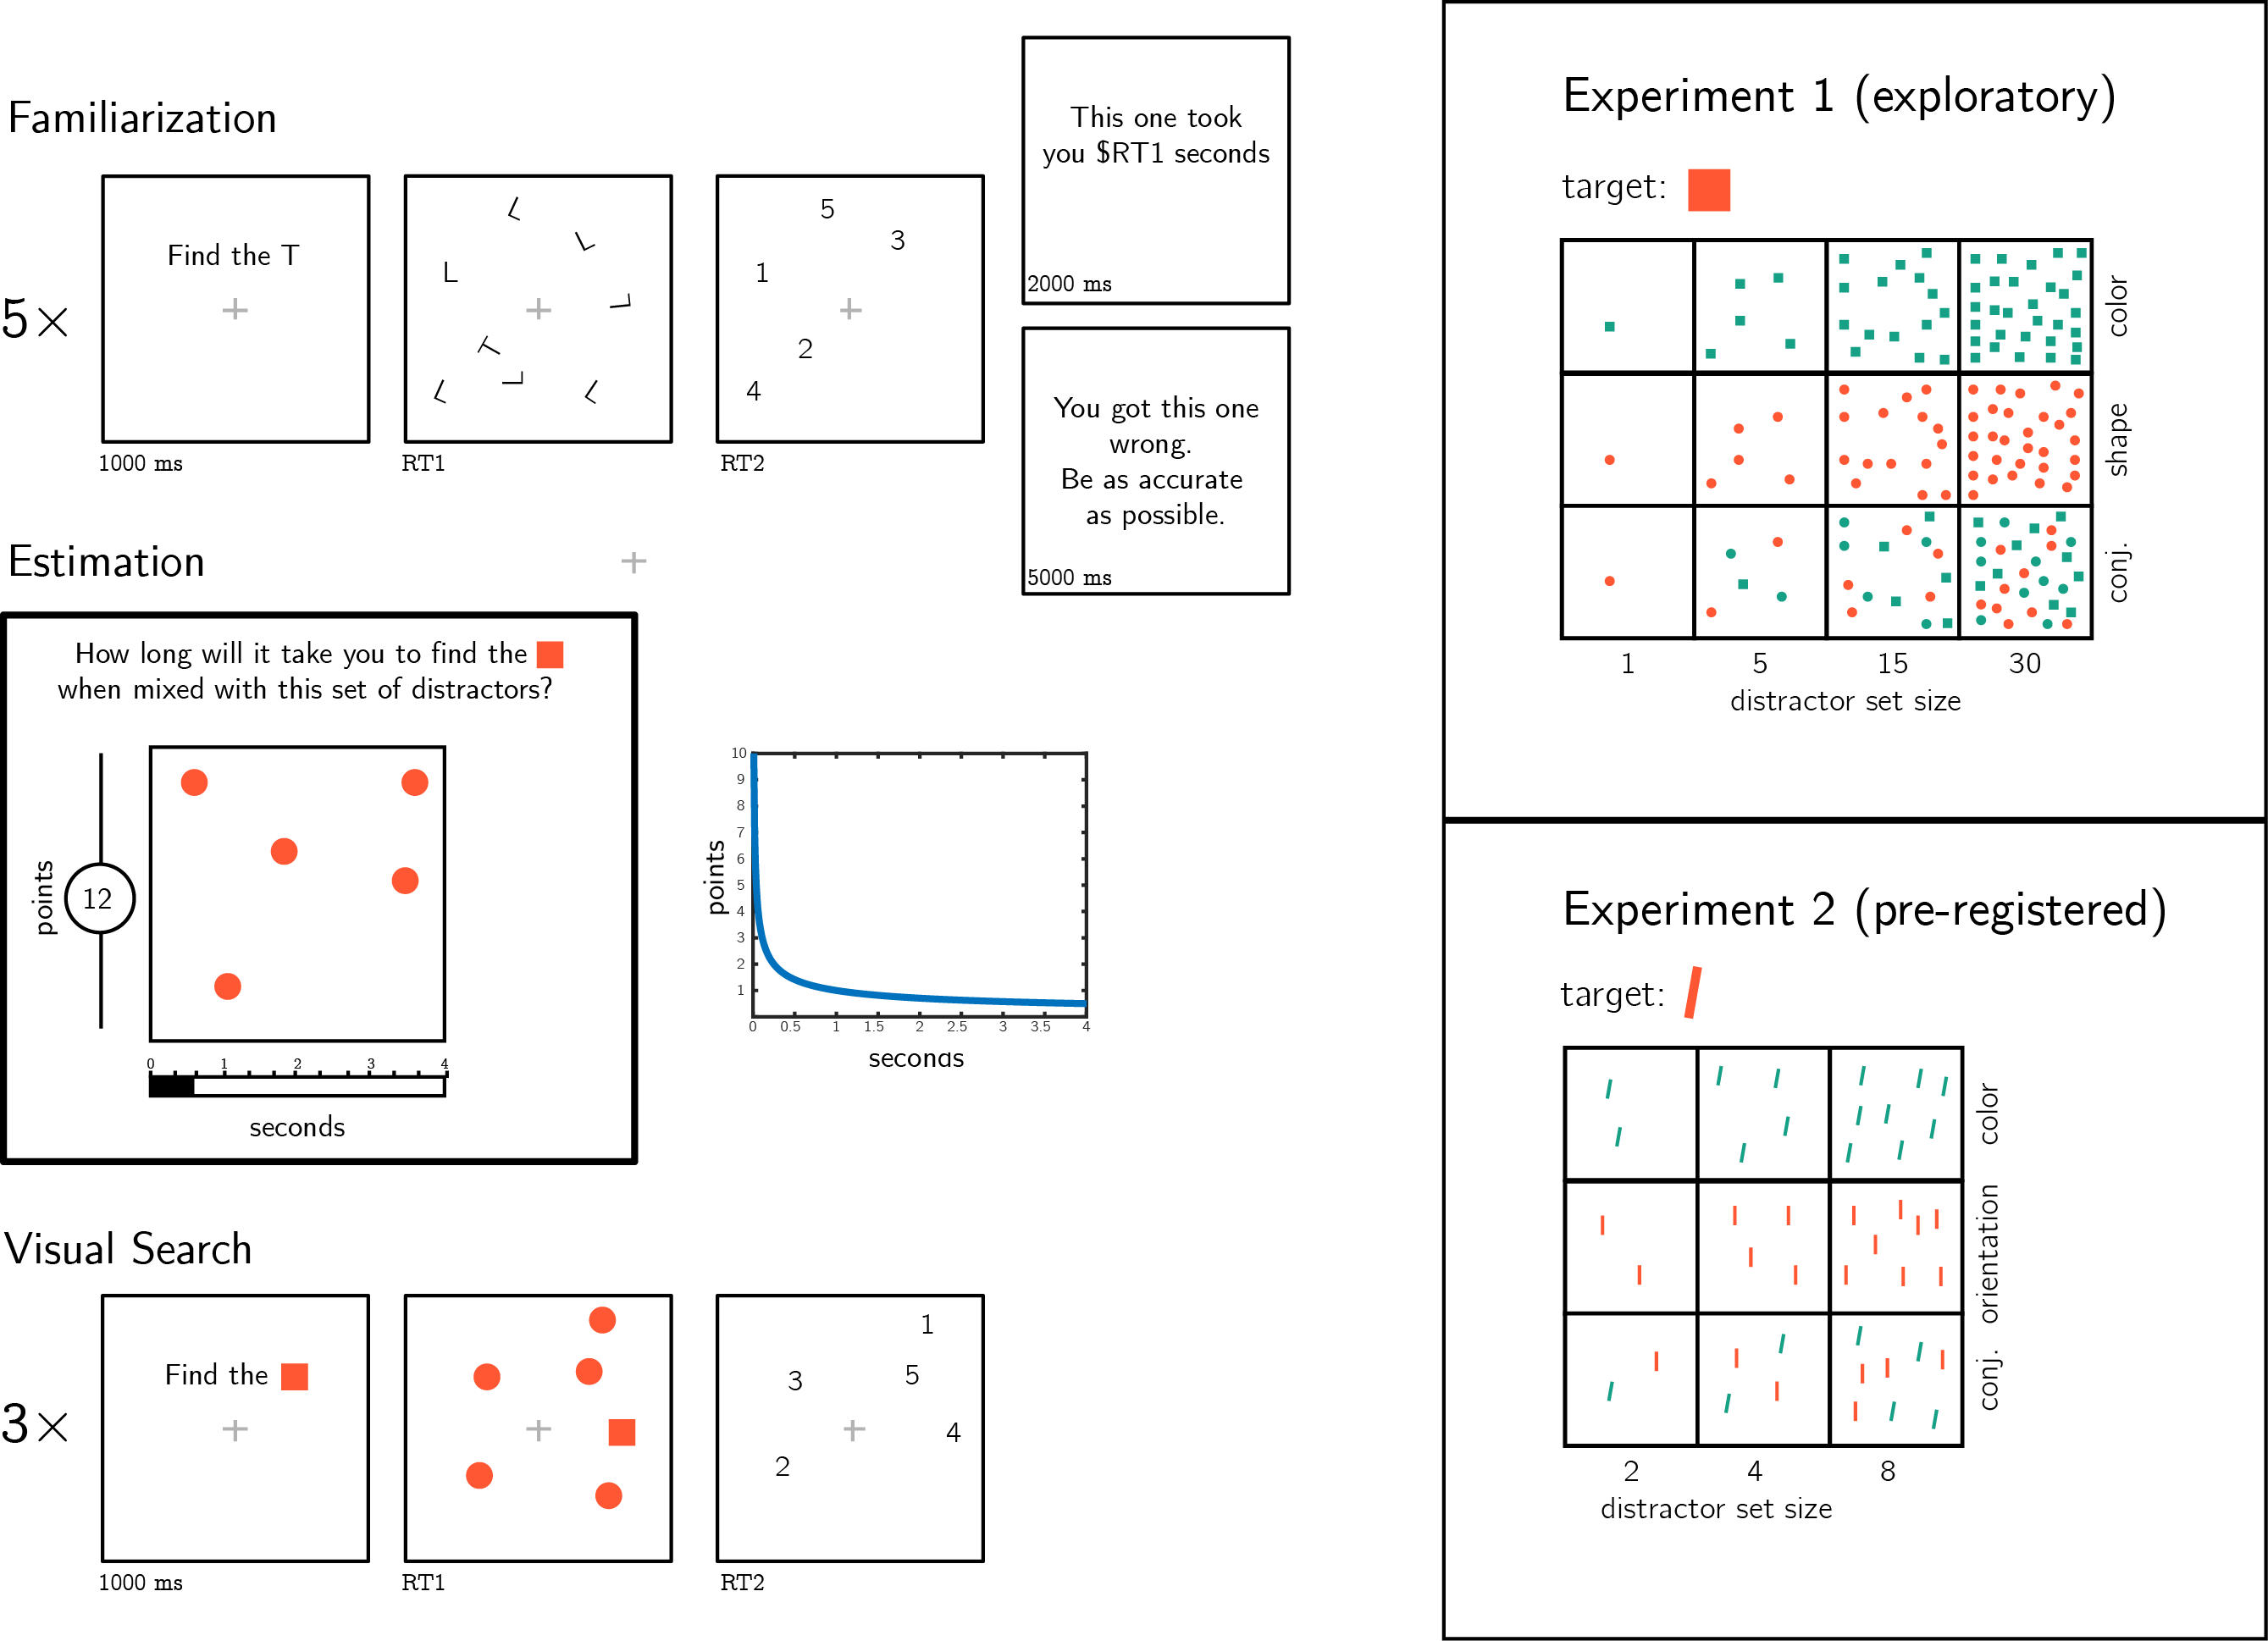 Familiarization
5×
Find the T
1000 ms
L
L
L
L
T
L
L
L
RT1
5
3
1
2
4
RT2
This one took
you $RT1 seconds
2000 ms
You got this one
wrong.
Be as accurate
as possible.
5000 ms
Estimation
How long will it take you to find the
when mixed with this set of distractors?
points
12
0 1 2 3 4
seconds
points
10
9
8
7
6
5
4
3
2
1
0 0.5 1 1.5 2 2.5 3 3.5 4
seconds
Visual Search
3×
Find the
1000 ms
RT1
1
3
5
4
2
RT2
Experiment 1 (exploratory)
target:
color
shape
conj.
1 5 15 30
distractor set size
Experiment 2 (pre-registered)
target:
color
orientation
conj.
2 4 8
distractor set size